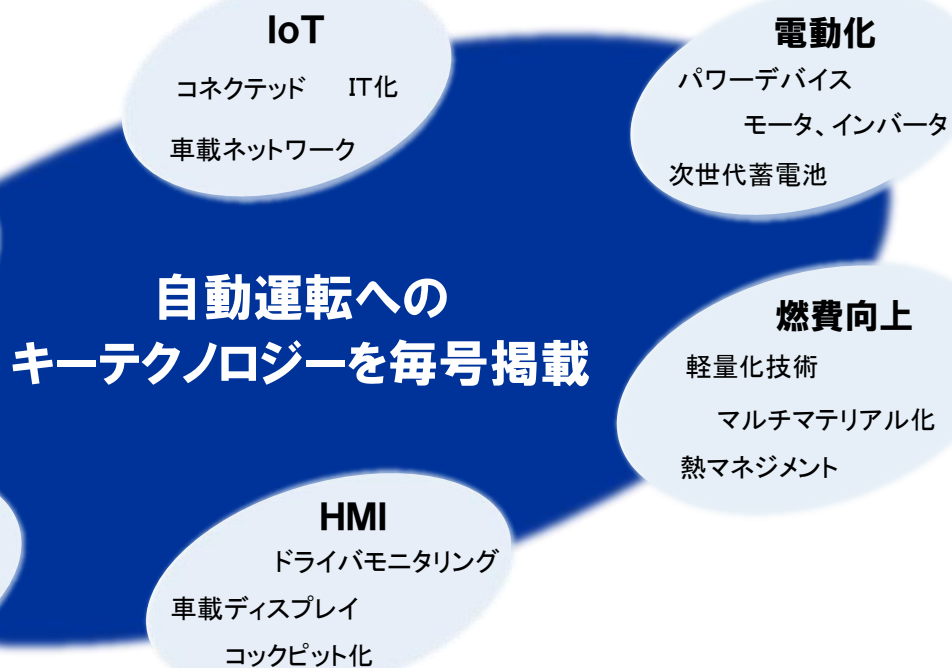 IoT
コネクテッド IT化
車載ネットワーク
電動化
パワーデバイス
モータ、インバータ
次世代蓄電池
自動運転への
キーテクノロジーを毎号掲載
燃費向上
軽量化技術
マルチマテリアル化
熱マネジメント
HMI
ドライバモニタリング
車載ディスプレイ
コックピット化